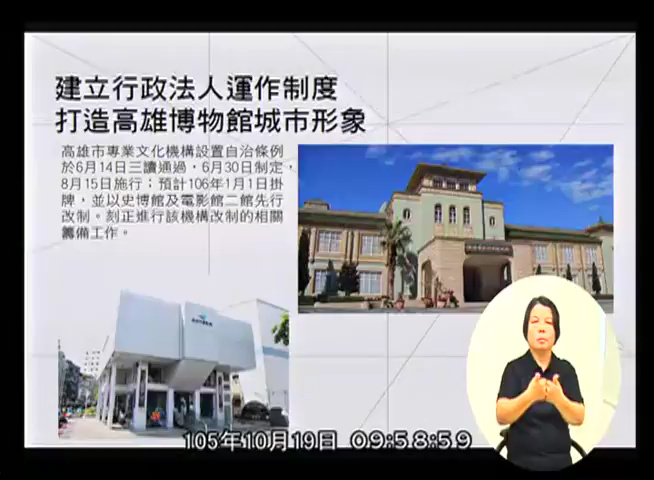 建立行政法人運作制度
打造高雄博物館城市形象
高雄市專業文化機構設置自治條例
於6月14日三讀通過，6月30日制定，
8月15日施行；預計106年1月1日掛
牌，並以史博館及電影館二館先行
改制。刻正進行該機構改制的相關
籌備工作。
105年10月19日 09:58:59